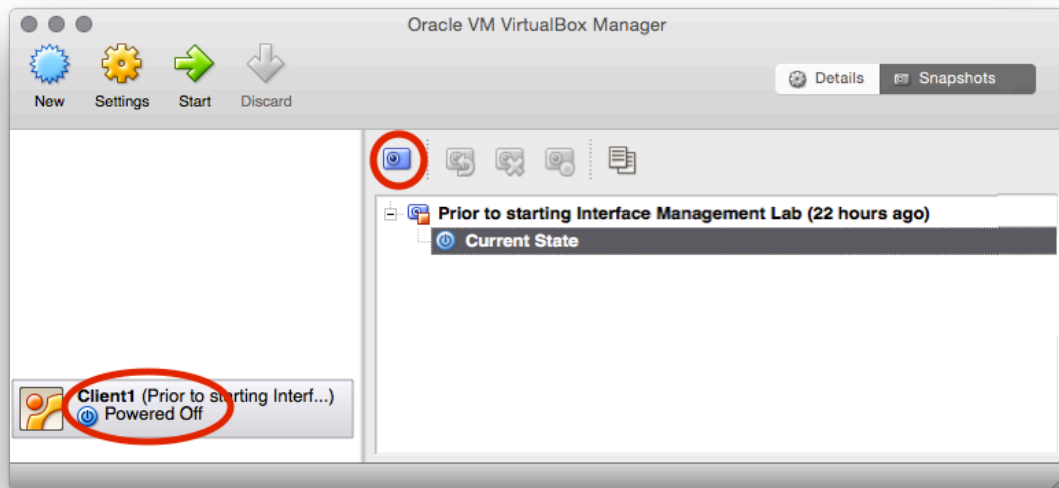 Oracle VM VirtualBox Manager
New
Settings
Start
Discard
Details
Snapshots
Prior to starting Interface Management Lab (22 hours ago)
Current State
Client1 (Prior to starting Interf...)
Powered Off